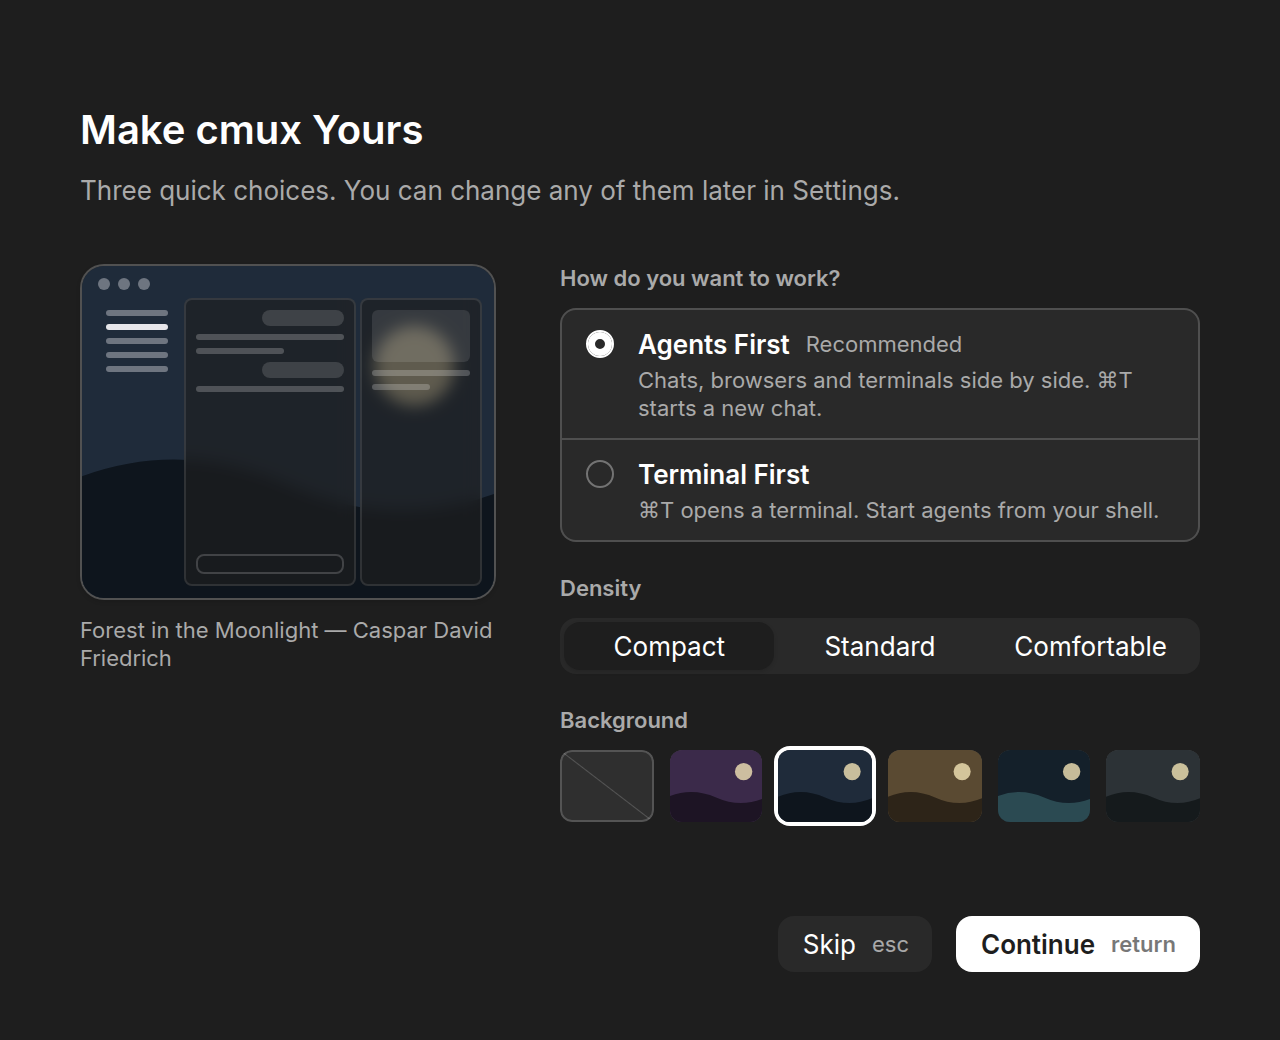 Make cmux Yours
Three quick choices. You can change any of them later in Settings.
How do you want to work?
Agents First Recommended
Chats, browsers and terminals side by side. ⌘T
starts a new chat.
Terminal First
⌘T opens a terminal. Start agents from your shell.
Forest in the Moonlight — Caspar David
Friedrich
Density
Compact Standard Comfortable
Background
Skip esc Continue return